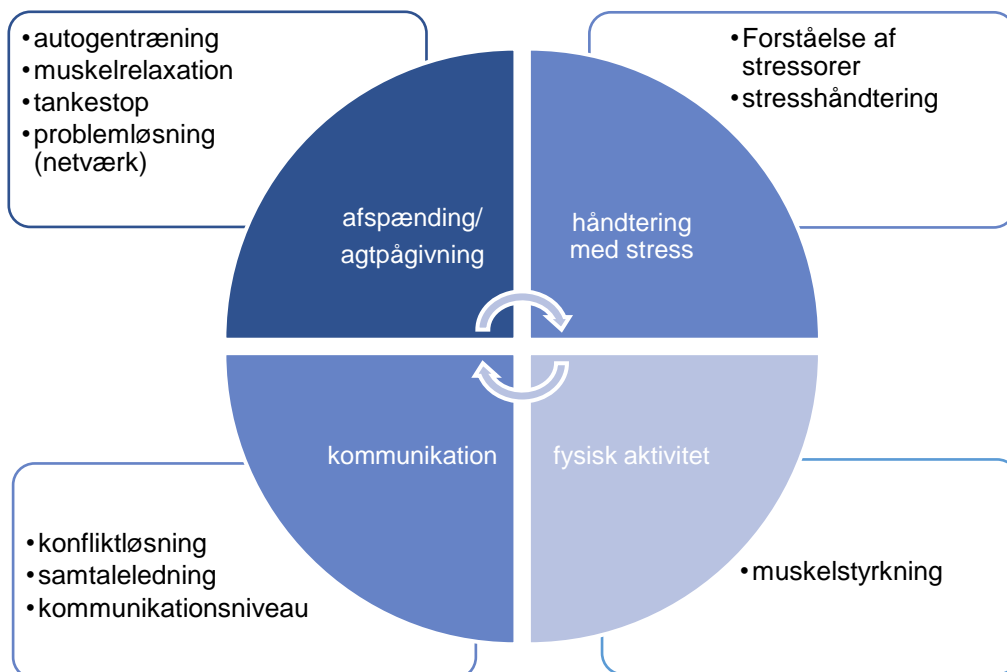 •autogentræning
•muskelrelaxation
•tankestop
•problemløsning
(netværk)
•Forståelse af
stressorer
•stresshåndtering
afspænding/
agtpågivning
håndtering
med stress
kommunikation
fysisk aktivitet
•konfliktløsning
•samtaleledning
•kommunikationsniveau
•muskelstyrkning